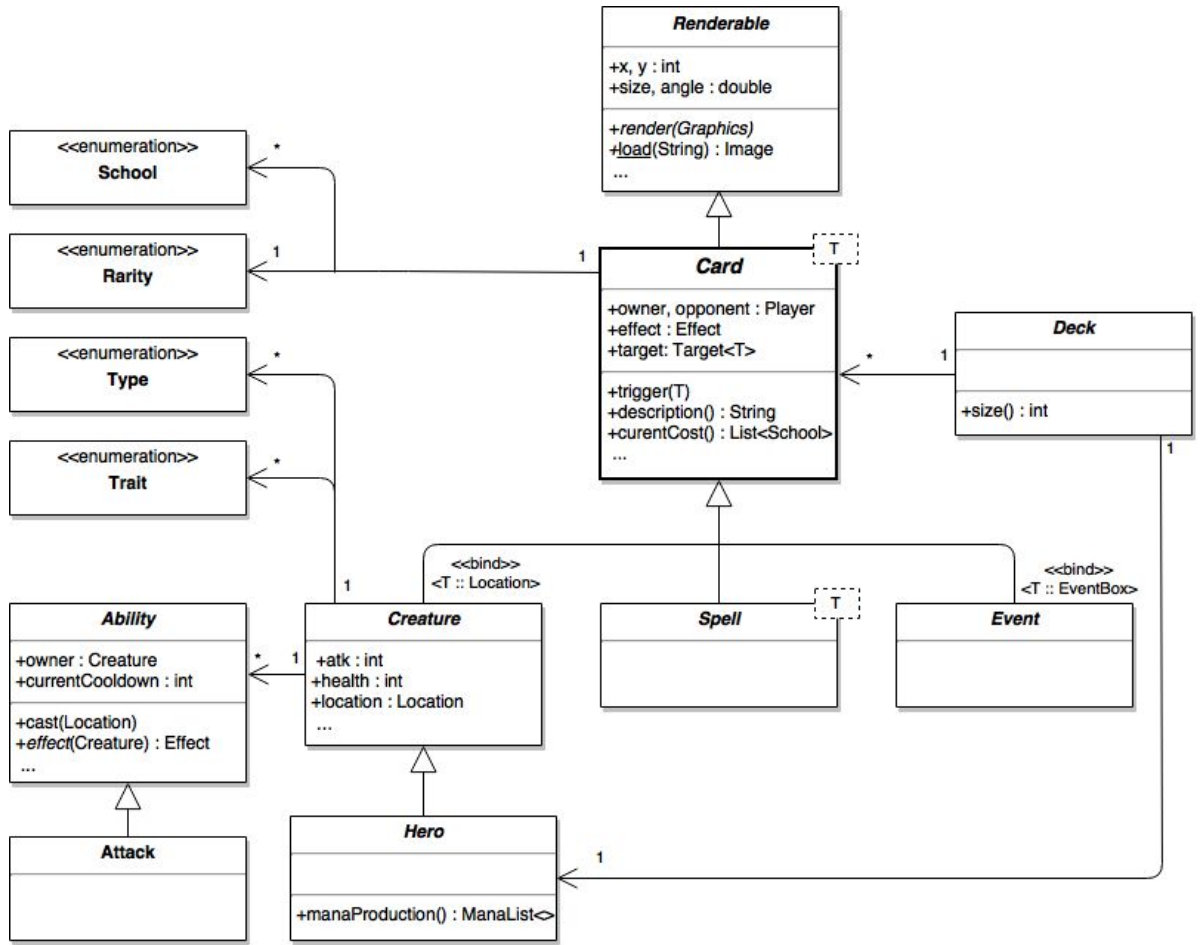 Renderable
+x, y : int
+size, angle : double
+render(Graphics)
+load(String) : Image
...
<<enumeration>>
School
*
<<enumeration>>
Rarity
1
1
T
Card
+owner, opponent : Player
+effect : Effect
+target: Target<T>
+trigger(T)
+description() : String
+curentCost() : List<School>
...
Deck
+size() : int
*
1
1
<<enumeration>>
Type
*
<<enumeration>>
Trait
*
1
<<bind>>
<T :: Location>
<<bind>>
<T :: EventBox>
Ability
+owner : Creature
+currentCooldown : int
+cast(Location)
+effect(Creature) : Effect
...
*
1
Creature
+atk : int
+health : int
+location : Location
...
T
Spell
Event
Attack
Hero
+manaProduction() : ManaList<>
1